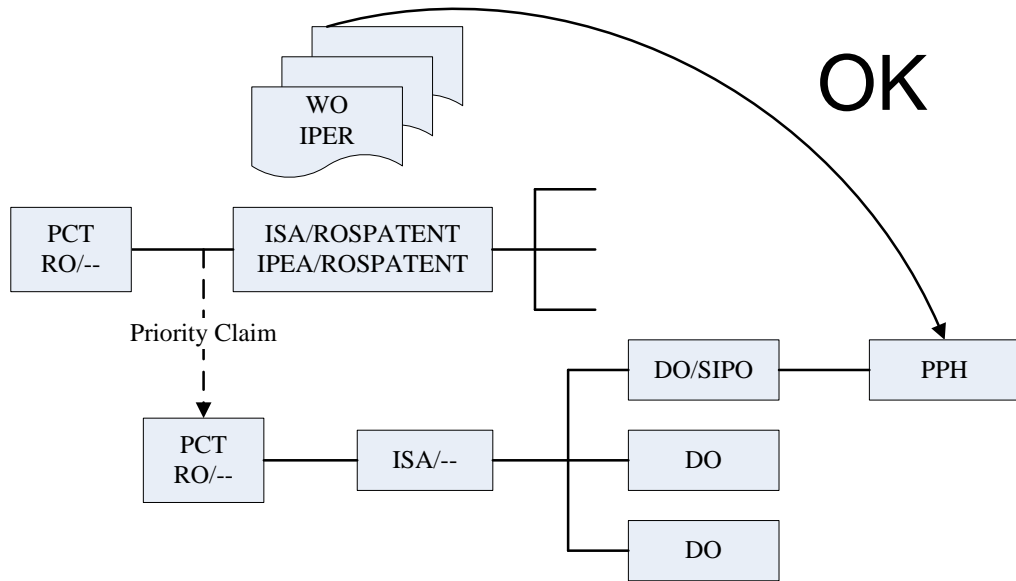 OK
WO
IPER
PCT
RO/--
ISA/ROSPATENT
IPEA/ROSPATENT
Priority Claim
DO/SIPO
PPH
PCT
RO/--
ISA/--
DO
DO